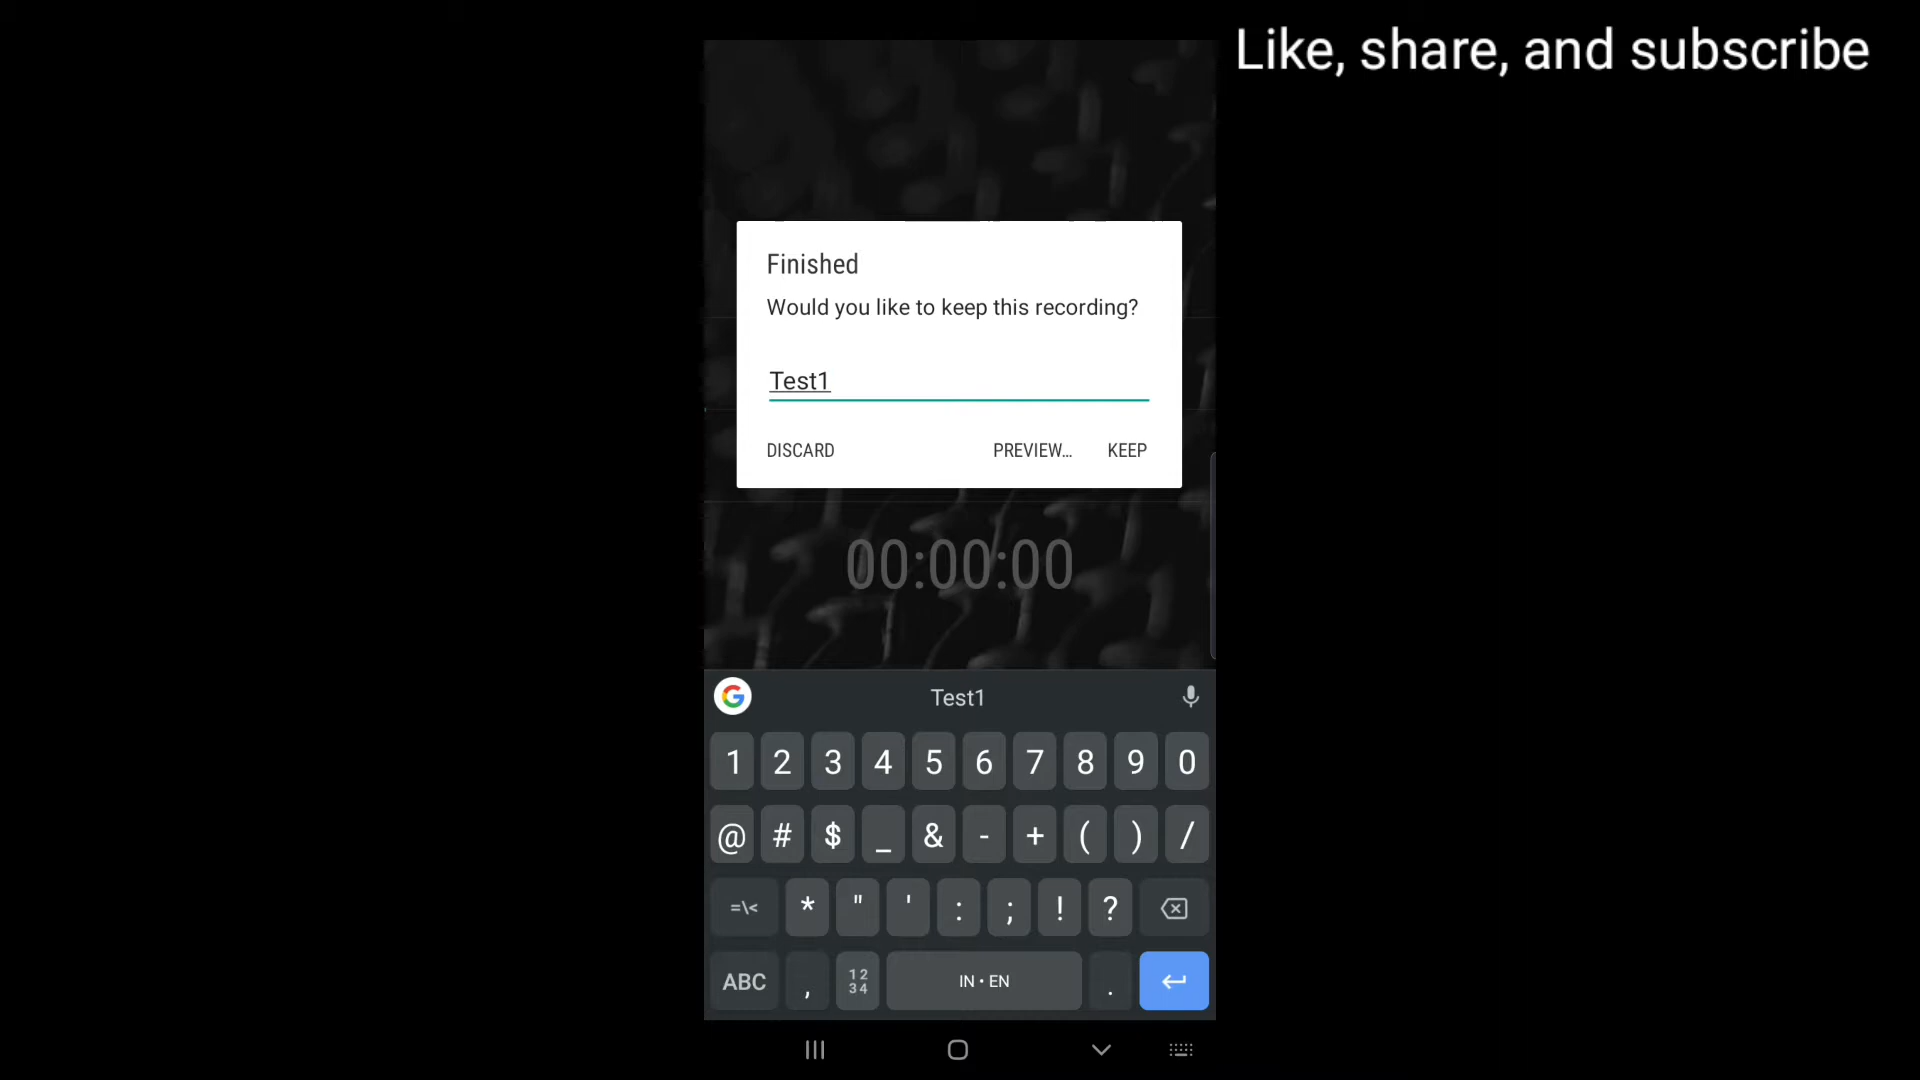 Like, share, and subscribe
Finished
Would you like to keep this recording?
Test1
DISCARD PREVIEW... KEEP
00:00:00
G Test1
1 2 3 4 5 6 7 8 9 0
@ # $ _ & - + ( ) /
=\< * " ' : ; ! ?
ABC , 12 34 IN • EN .